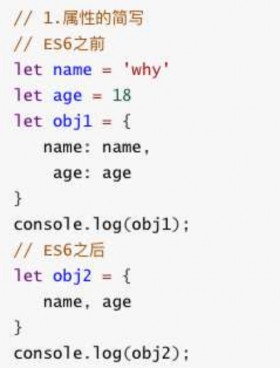 // 1.属性的简写
// ES6之前
let name = 'why'
let age = 18
let obj1 = {
   name: name,
    age: age
}
console.log(obj1);
// ES6之后
let obj2 = {
   name, age
}
console.log(obj2);